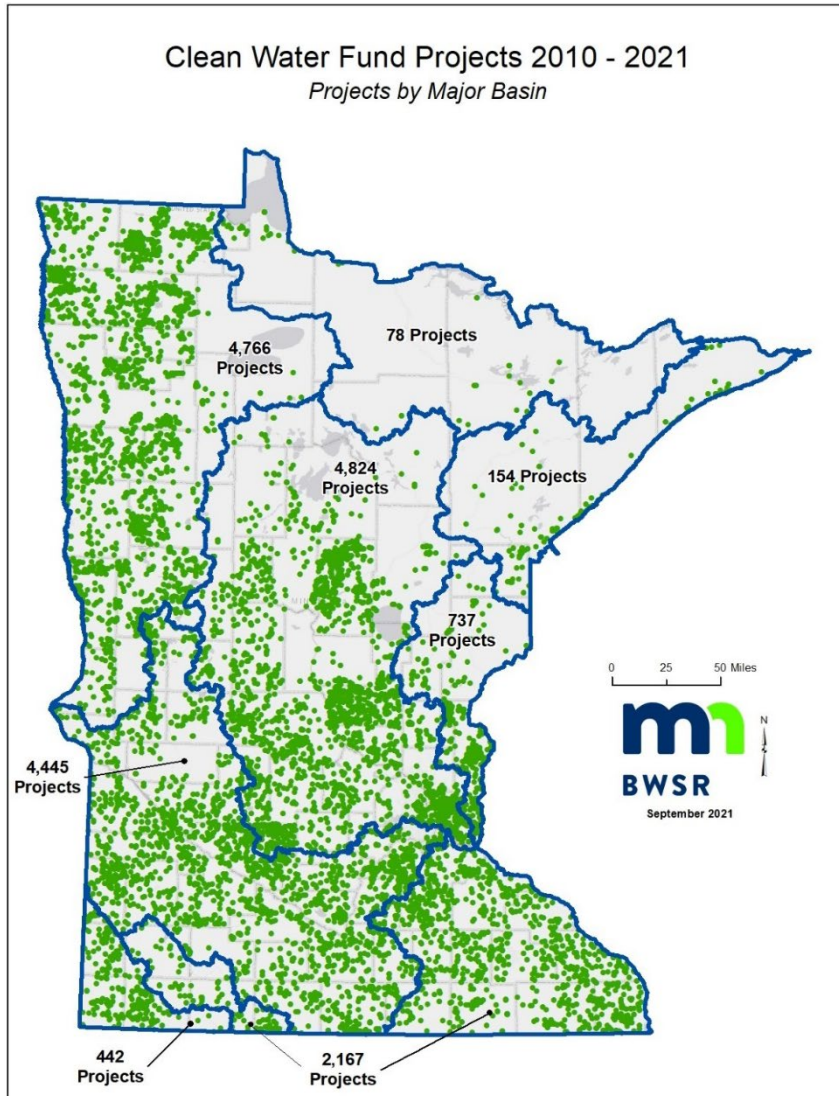 Clean Water Fund Projects 2010 - 2021
Projects by Major Basin
4,766
Projects
78 Projects
4,824
Projects
154 Projects
737
Projects
0 25 50 Miles
N
mn
BWSR
September 2021
4,445
Projects
442
Projects
2,167
Projects